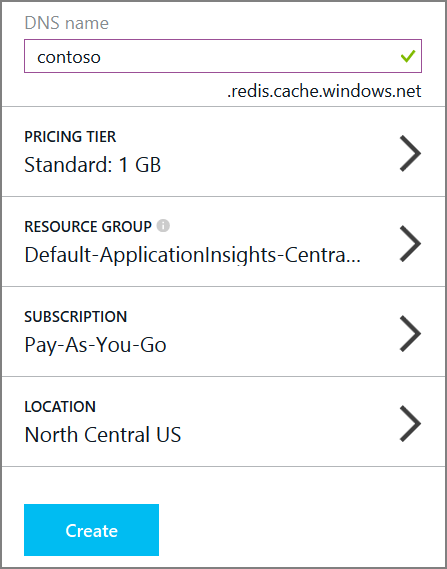 DNS name
contoso
.redis.cache.windows.net
PRICING TIER
Standard: 1 GB
RESOURCE GROUP
Default-ApplicationInsights-Centra...
SUBSCRIPTION
Pay-As-You-Go
LOCATION
North Central US
Create